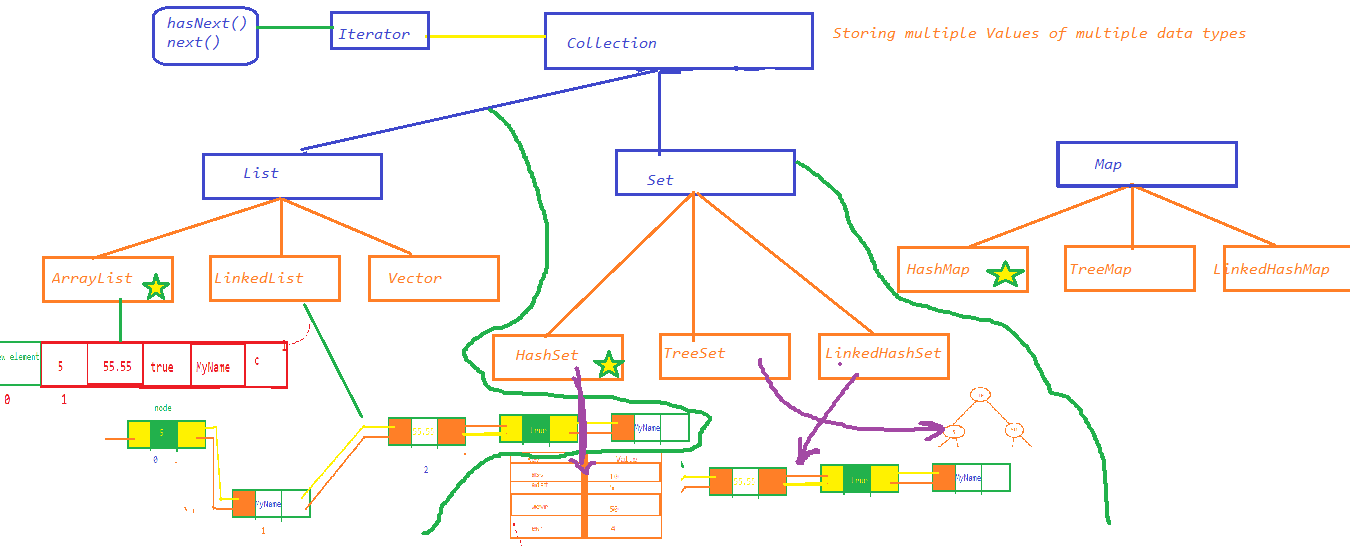 hasNext()
next()
Iterator
Collection
Storing multiple Values of multiple data types
List
Set
Map
ArrayList
LinkedList
Vector
HashMap
TreeMap
LinkedHashMap
HashSet
TreeSet
LinkedHashSet
element
5
55.55
true
MyName
c
0
1
node
5
0
55.55
2
true
MyName
MyName
1
Value
50
55.55
true
MyName